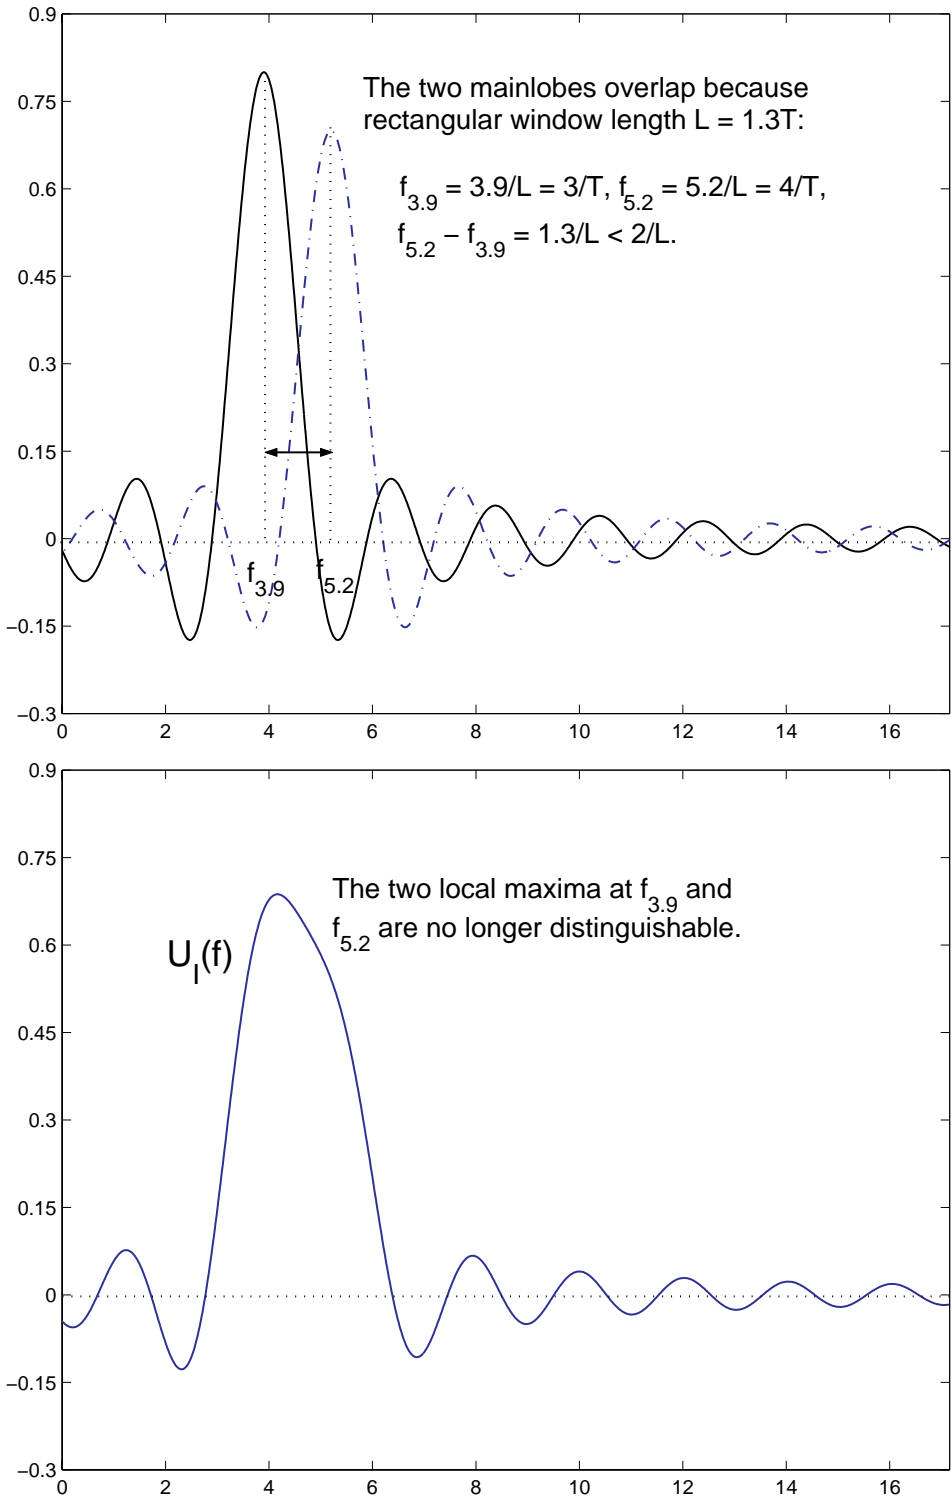 0.9
The two mainlobes overlap because
0.75
rectangular window length L = 1.3T:
0.6
f3.9 = 3.9/L = 3/T, f5.2 = 5.2/L = 4/T,
f5.2 − f3.9 = 1.3/L < 2/L.
0.45
0.3
0.15
0
f3.9
f5.2
−0.15
−0.3
0 2 4 6 8 10 12 14 16
0.9
0.75
The two local maxima at f3.9 and
f5.2 are no longer distinguishable.
0.6
Ul(f)
0.45
0.3
0.15
0
−0.15
−0.3
0 2 4 6 8 10 12 14 16